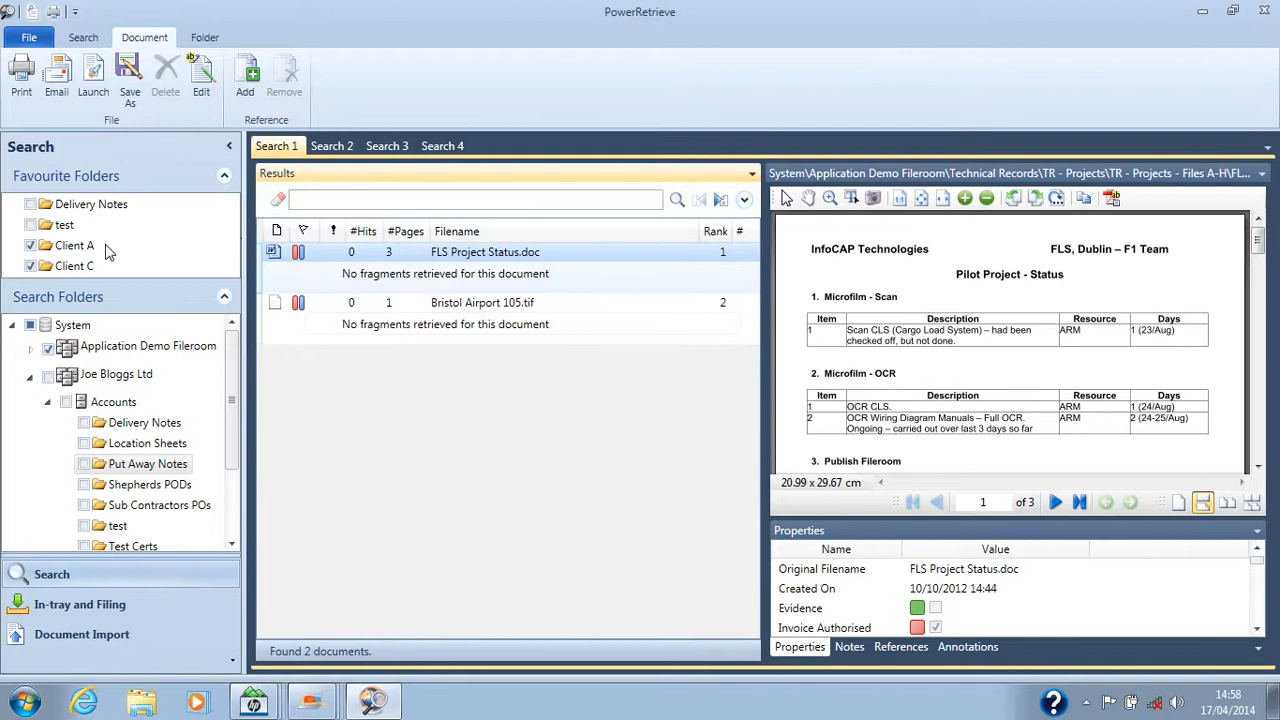 PowerRetrieve
File
Search
Document
Folder
Print
Email
Launch
Save As
Delete
Edit
Add
Remove
File
Reference
Search
Favourite Folders
Delivery Notes
test
Client A
Client C
Search Folders
System
Application Demo Fileroom
Joe Bloggs Ltd
Accounts
Delivery Notes
Location Sheets
Put Away Notes
Shepherds PODs
Sub Contractors POs
test
Test Certs
Search
In-tray and Filing
Document Import
Search 1
Search 2
Search 3
Search 4
Results
! #Hits #Pages Filename Rank #
0 3 FLS Project Status.doc 1
No fragments retrieved for this document
0 1 Bristol Airport 105.tif 2
No fragments retrieved for this document
Found 2 documents.
System\Application Demo Fileroom\Technical Records\TR - Projects\TR - Projects - Files A-H\FL...
InfoCAP Technologies FLS, Dublin – F1 Team
Pilot Project - Status
1. Microfilm - Scan
Item Description Resource Days
1 Scan CLS (Cargo Load System) – had been ARM 1 (23/Aug)
checked off, but not done.
2. Microfilm - OCR
Item Description Resource Days
1 OCR CLS. ARM 1 (24/Aug)
2 OCR Wiring Diagram Manuals – Full OCR. ARM 2 (24-25/Aug)
Ongoing – carried out over last 3 days so far
3. Publish Fileroom
20.99 x 29.67 cm
1 of 3
Properties
Name Value
Original Filename FLS Project Status.doc
Created On 10/10/2012 14:44
Evidence
Invoice Authorised
Properties Notes References Annotations
14:58
17/04/2014